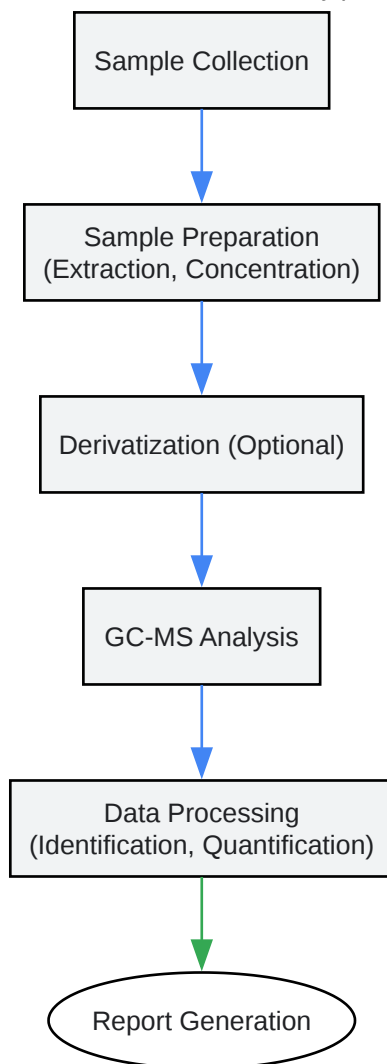 Sample Collection
Sample Preparation
(Extraction, Concentration)
Derivatization (Optional)
GC-MS Analysis
Data Processing
(Identification, Quantification)
Report Generation